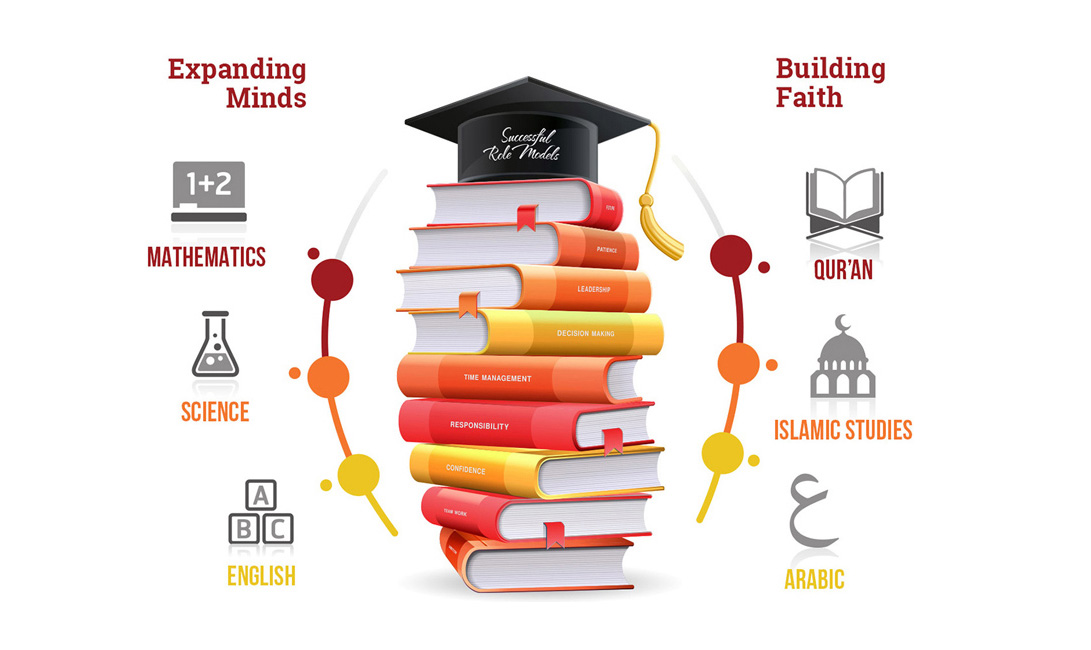 Expanding
Minds
1+2
MATHEMATICS
SCIENCE
A
B C
ENGLISH
Successful
Role Models
PATIENCE
LEADERSHIP
DECISION MAKING
TIME MANAGEMENT
RESPONSIBILITY
CONFIDENCE
TEAM WORK
Building
Faith
QUR'AN
ISLAMIC STUDIES
ع
ARABIC